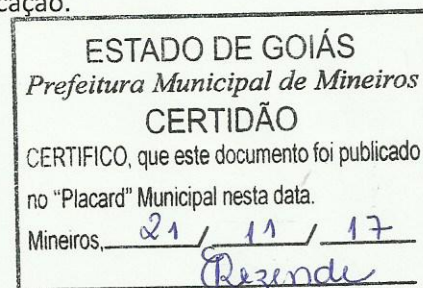 cação.
ESTADO DE GOIÁS
Prefeitura Municipal de Mineiros
CERTIDÃO
CERTIFICO, que este documento foi publicado
no "Placard" Municipal nesta data.
Mineiros, 21 / 11 / 17
Rezende